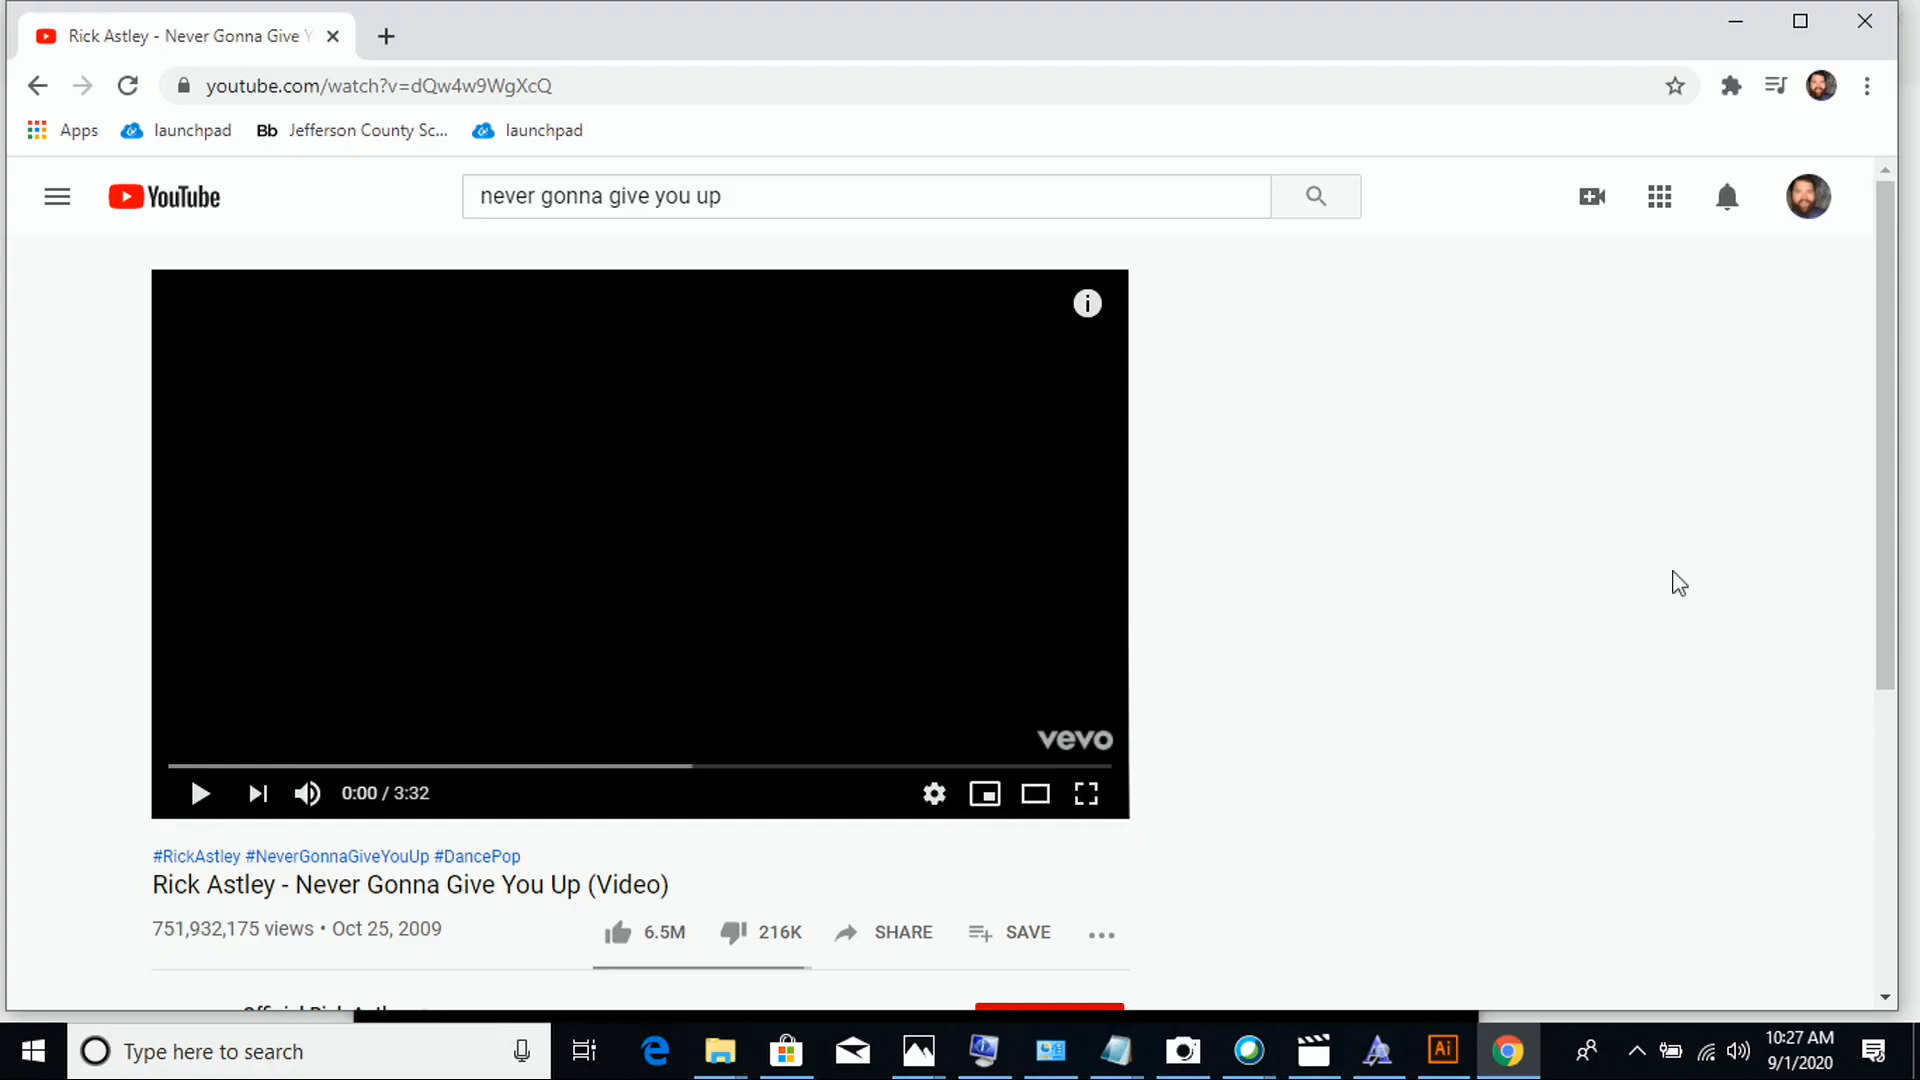 Rick Astley - Never Gonna Give Y
youtube.com/watch?v=dQw4w9WgXcQ
Apps
launchpad
Bb Jefferson County Sc...
launchpad
YouTube
never gonna give you up
i
vevo
0:00 / 3:32
#RickAstley #NeverGonnaGiveYouUp #DancePop
Rick Astley - Never Gonna Give You Up (Video)
751,932,175 views • Oct 25, 2009
6.5M
216K
SHARE
SAVE
Type here to search
Ai
10:27 AM
9/1/2020